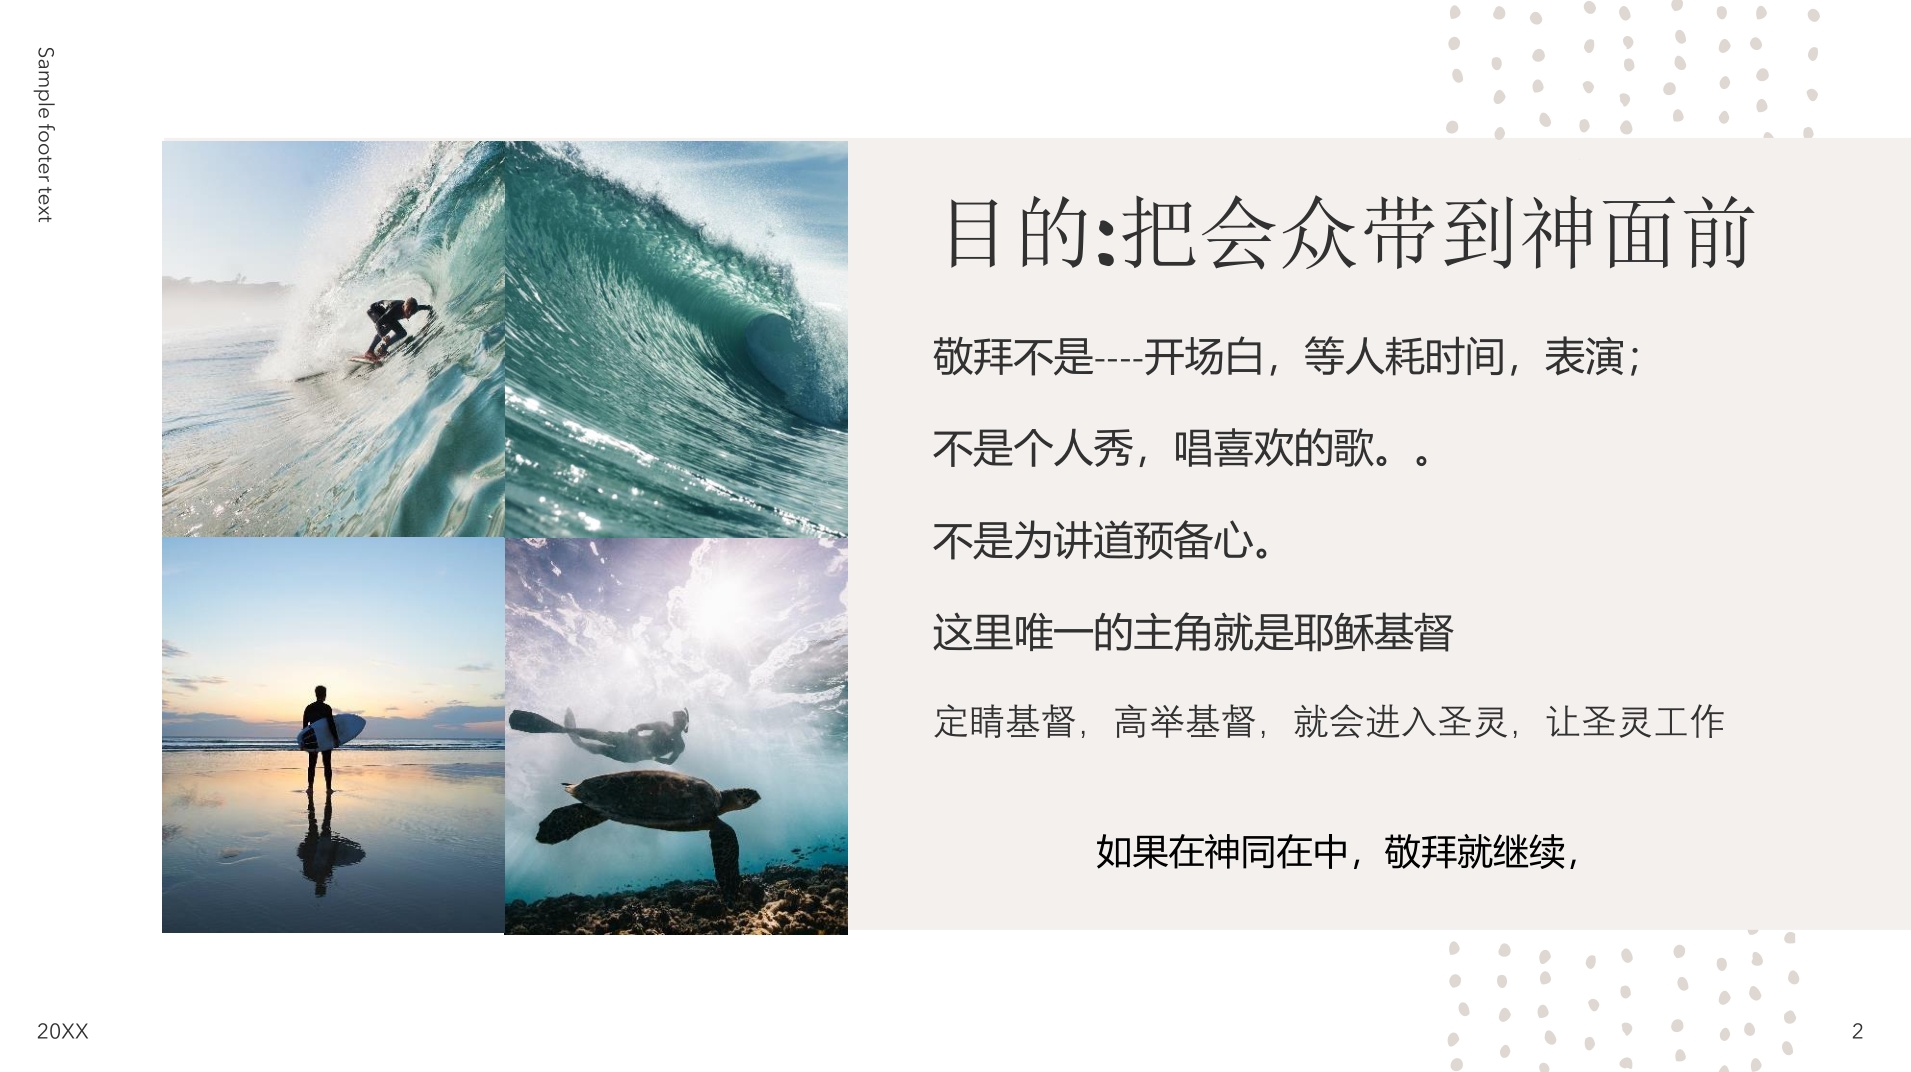 Sample footer text
目的:把会众带到神面前
敬拜不是----开场白，等人耗时间，表演；
不是个人秀，唱喜欢的歌。。
不是为讲道预备心。
这里唯一的主角就是耶稣基督
定睛基督，高举基督，就会进入圣灵，让圣灵工作
如果在神同在中，敬拜就继续，
20XX
2